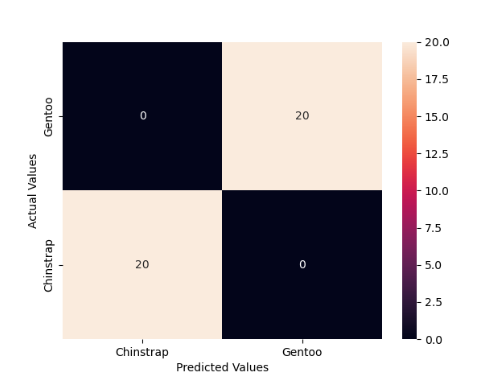 Actual Values
Gentoo
Chinstrap
0
20
20
0
Chinstrap
Gentoo
Predicted Values
20.0
17.5
15.0
12.5
10.0
7.5
5.0
2.5
0.0